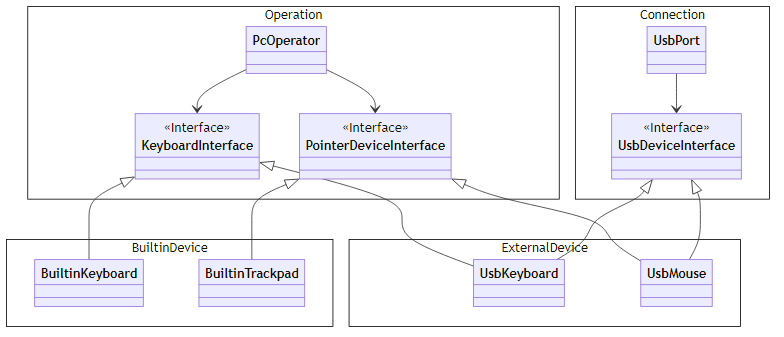 Operation
Connection
PcOperator
UsbPort
«Interface»
KeyboardInterface
«Interface»
PointerDeviceInterface
«Interface»
UsbDeviceInterface
BuiltinDevice
ExternalDevice
BuiltinKeyboard
BuiltinTrackpad
UsbKeyboard
UsbMouse